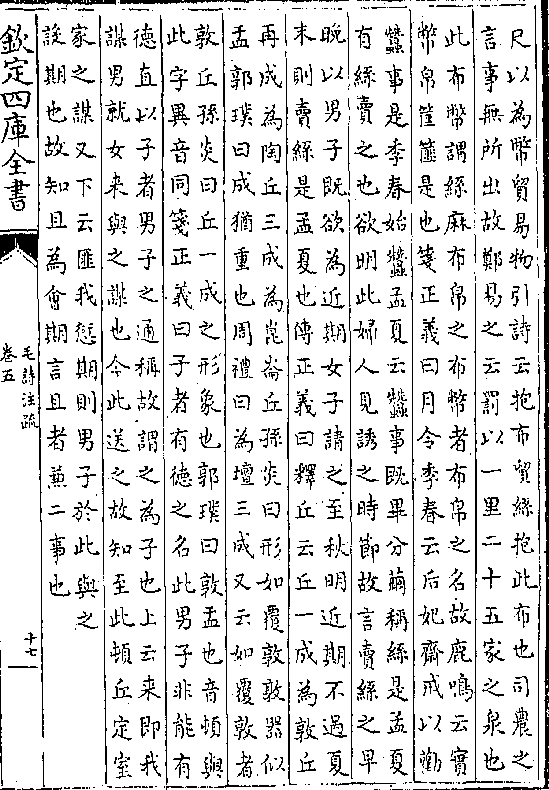 尺以為幣貿易物引詩云抱布貿絲抱此布也司農之
言事無所出故鄭易之云罰以一里二十五家之泉也
此布幣謂絲麻布帛之布幣者布帛之名故鹿鳴云實
幣帛筐篚是也箋正義曰月令季春云后妃齋戒以勸
蠶事是季春始蠶孟夏云蠶事既畢分繭稱絲是孟夏
有絲賣之也欲明此婦人見誘之時節故言賣絲之早
晚以男子既欲為近期女子請之至秋明近期不過夏
末則賣絲是孟夏也傳正義曰釋丘云丘一成為敦丘
再成為陶丘三成為崑崙丘孫炎曰形如覆敦敦器似
孟郭璞曰成猶重也周禮曰為壇三成又云如覆敦者
敦丘孫炎曰丘一成之形象也郭璞曰敦孟也音頓與
此字異音同箋正義曰子者有德之名此男子非能有
德直以子者男子之通稱故謂之為子也上云来即我
謀男就女来與之謀也今此送之故知至此頓丘定室
家之謀又下云匪我愆期則男子於此與之
設期也故知且為會期言且者兼二事也
欽定四庫全書
毛詩注疏
卷五
十七